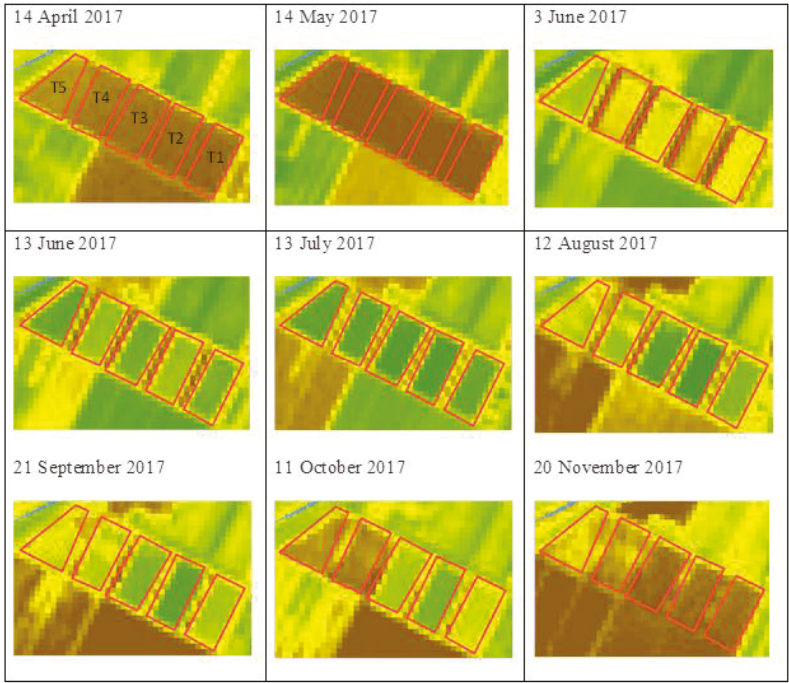 14 April 2017
14 May 2017
3 June 2017
T5
T4
T3
T2
T1
13 June 2017
13 July 2017
12 August 2017
21 September 2017
11 October 2017
20 November 2017